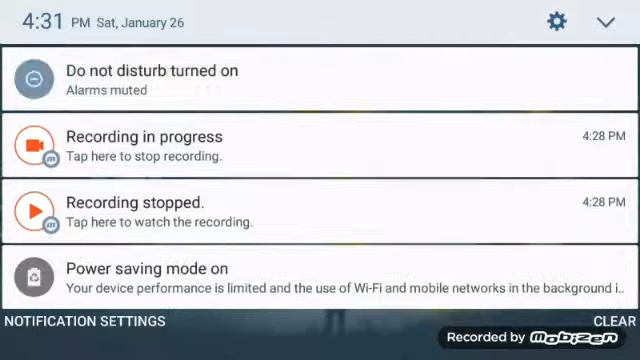 4:31 PM Sat, January 26
Do not disturb turned on
Alarms muted
Recording in progress
4:28 PM
Tap here to stop recording.
Recording stopped.
4:28 PM
Tap here to watch the recording.
Power saving mode on
Your device performance is limited and the use of Wi-Fi and mobile networks in the background i..
NOTIFICATION SETTINGS
CLEAR
Recorded by mobizen